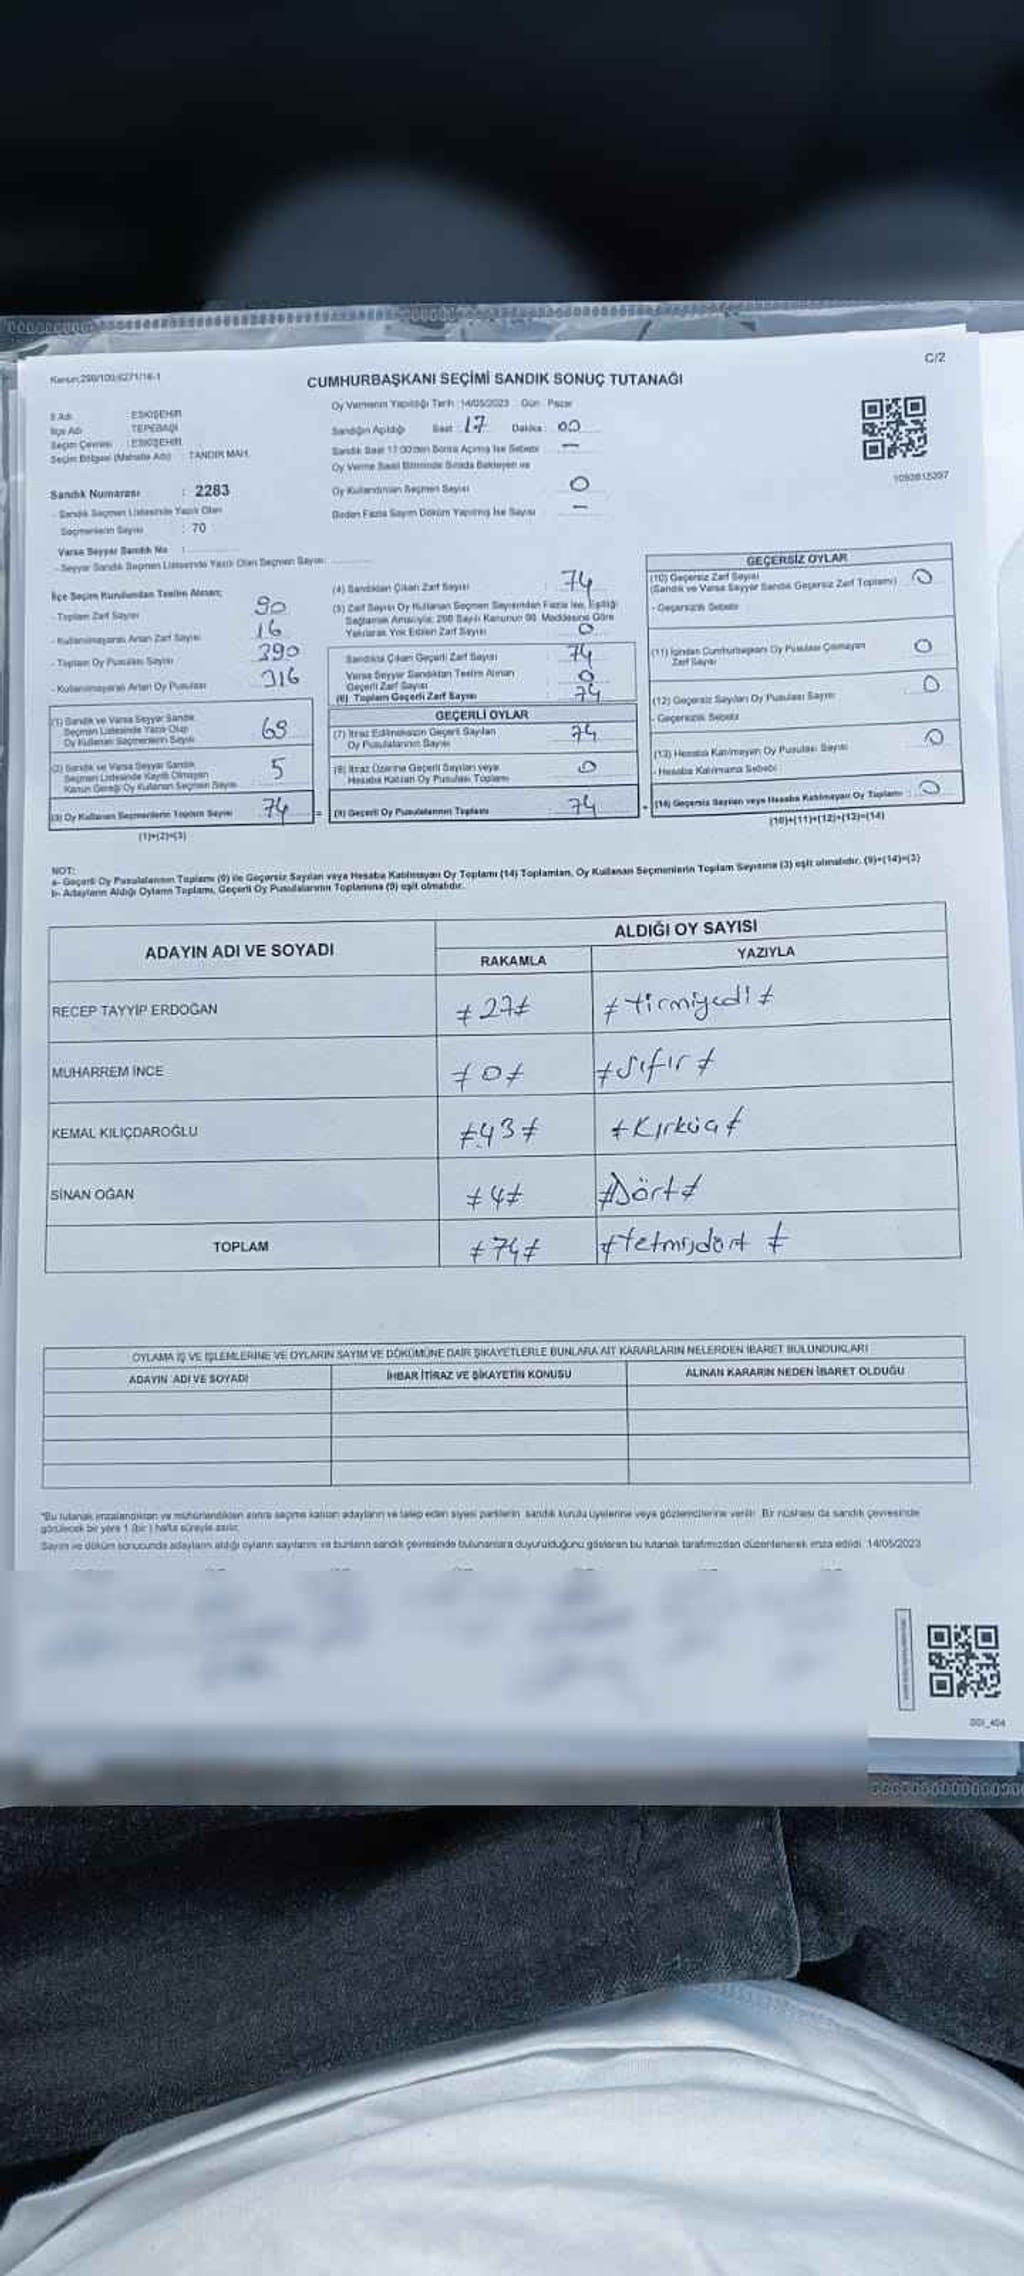 C/2
Kanun:298/100,6271/16-1
CUMHURBAŞKANI SEÇİMİ SANDIK SONUÇ TUTANAĞI
İl Adı : ESKİŞEHİR
İlçe Adı : TEPEBAŞI
Seçim Çevresi : ESKİŞEHİR
Seçim Bölgesi (Mahalle Adı) : TANDIR MAH.
Sandık Numarası : 2283
- Sandık Seçmen Listesinde Yazılı Olan
Seçmenlerin Sayısı : 70
Varsa Seyyar Sandık No :
- Seyyar Sandık Seçmen Listesinde Yazılı Olan Seçmen Sayısı:
Oy Vermenin Yapıldığı Tarih :14/05/2023 Gün : Pazar
Sandığın Açıldığı Saat : 17 Dakika : 00
Sandık Saat 17:00'den Sonra Açılmış İse Sebebi : —
Oy Verme Saati Bitiminde Sırada Bekleyen ve
Oy Kullandırılan Seçmen Sayısı : 0
Birden Fazla Sayım Döküm Yapılmış İse Sayısı : —
1093815397
İlçe Seçim Kurulundan Teslim Alınan;
- Toplam Zarf Sayısı : 90
- Kullanılmayarak Artan Zarf Sayısı : 16
- Toplam Oy Pusulası Sayısı : 390
- Kullanılmayarak Artan Oy Pusulası : 316
(1) Sandık ve Varsa Seyyar Sandık
Seçmen Listesinde Yazılı Olup
Oy Kullanan Seçmenlerin Sayısı : 69
(2) Sandık ve Varsa Seyyar Sandık
Seçmen Listesinde Kayıtlı Olmayan
Kanun Gereği Oy Kullanan Seçmen Sayısı : 5
(3) Oy Kullanan Seçmenlerin Toplam Sayısı : 74
(1)+(2)=(3)
(4) Sandıktan Çıkan Zarf Sayısı : 74
(5) Zarf Sayısı Oy Kullanan Seçmen Sayısından Fazla İse, Eşitliği
Sağlamak Amacıyla; 298 Sayılı Kanunun 98. Maddesine Göre
Yakılarak Yok Edilen Zarf Sayısı : 0
Sandıkta Çıkan Geçerli Zarf Sayısı : 74
Varsa Seyyar Sandıktan Teslim Alınan
Geçerli Zarf Sayısı : 0
(6) Toplam Geçerli Zarf Sayısı : 74
GEÇERLİ OYLAR
(7) İtiraz Edilmeksizin Geçerli Sayılan
Oy Pusulalarının Sayısı : 74
(8) İtiraz Üzerine Geçerli Sayılan veya
Hesaba Katılan Oy Pusulası Toplamı : 0
(9) Geçerli Oy Pusulalarının Toplamı : 74
GEÇERSİZ OYLAR
(10) Geçersiz Zarf Sayısı
(Sandık ve Varsa Seyyar Sandık Geçersiz Zarf Toplamı) : 0
- Geçersizlik Sebebi :
(11) İçinden Cumhurbaşkanı Oy Pusulası Çıkmayan
Zarf Sayısı : 0
(12) Geçersiz Sayılan Oy Pusulası Sayısı : 0
- Geçersizlik Sebebi :
(13) Hesaba Katılmayan Oy Pusulası Sayısı : 0
- Hesaba Katılmama Sebebi :
(14) Geçersiz Sayılan veya Hesaba Katılmayan Oy Toplamı : 0
(10)+(11)+(12)+(13)=(14)
NOT:
a- Geçerli Oy Pusulalarının Toplamı (9) ile Geçersiz Sayılan veya Hesaba Katılmayan Oy Toplamı (14) Toplamları, Oy Kullanan Seçmenlerin Toplam Sayısına (3) eşit olmalıdır. (9)+(14)=(3)
b- Adayların Aldığı Oyların Toplamı, Geçerli Oy Pusulalarının Toplamına (9) eşit olmalıdır.
ADAYIN ADI VE SOYADI
ALDIĞI OY SAYISI
RAKAMLA YAZIYLA
RECEP TAYYİP ERDOĞAN ≠27≠ ≠Yirmiyedi≠
MUHARREM İNCE ≠0≠ ≠Sıfır≠
KEMAL KILIÇDAROĞLU ≠43≠ ≠Kırküç≠
SİNAN OĞAN ≠4≠ ≠Dört≠
TOPLAM ≠74≠ ≠Yetmişdört≠
OYLAMA İŞ VE İŞLEMLERİNE VE OYLARIN SAYIM VE DÖKÜMÜNE DAİR ŞİKAYETLERLE BUNLARA AİT KARARLARIN NELERDEN İBARET BULUNDUKLARI
ADAYIN ADI VE SOYADI İHBAR İTİRAZ VE ŞİKAYETİN KONUSU ALINAN KARARIN NEDEN İBARET OLDUĞU
*Bu tutanak imzalandıktan ve mühürlendikten sonra seçime katılan adayların ve talep eden siyasi partilerin sandık kurulu üyelerine veya gözlemcilerine verilir. Bir nüshası da sandık çevresinde
görülecek bir yere 1 (bir ) hafta süreyle asılır.
Sayım ve döküm sonucunda adayların aldığı oyların sayılarını ve bunların sandık çevresinde bulunanlara duyurulduğunu gösteren bu tutanak tarafımızdan düzenlenerek imza edildi. 14/05/2023